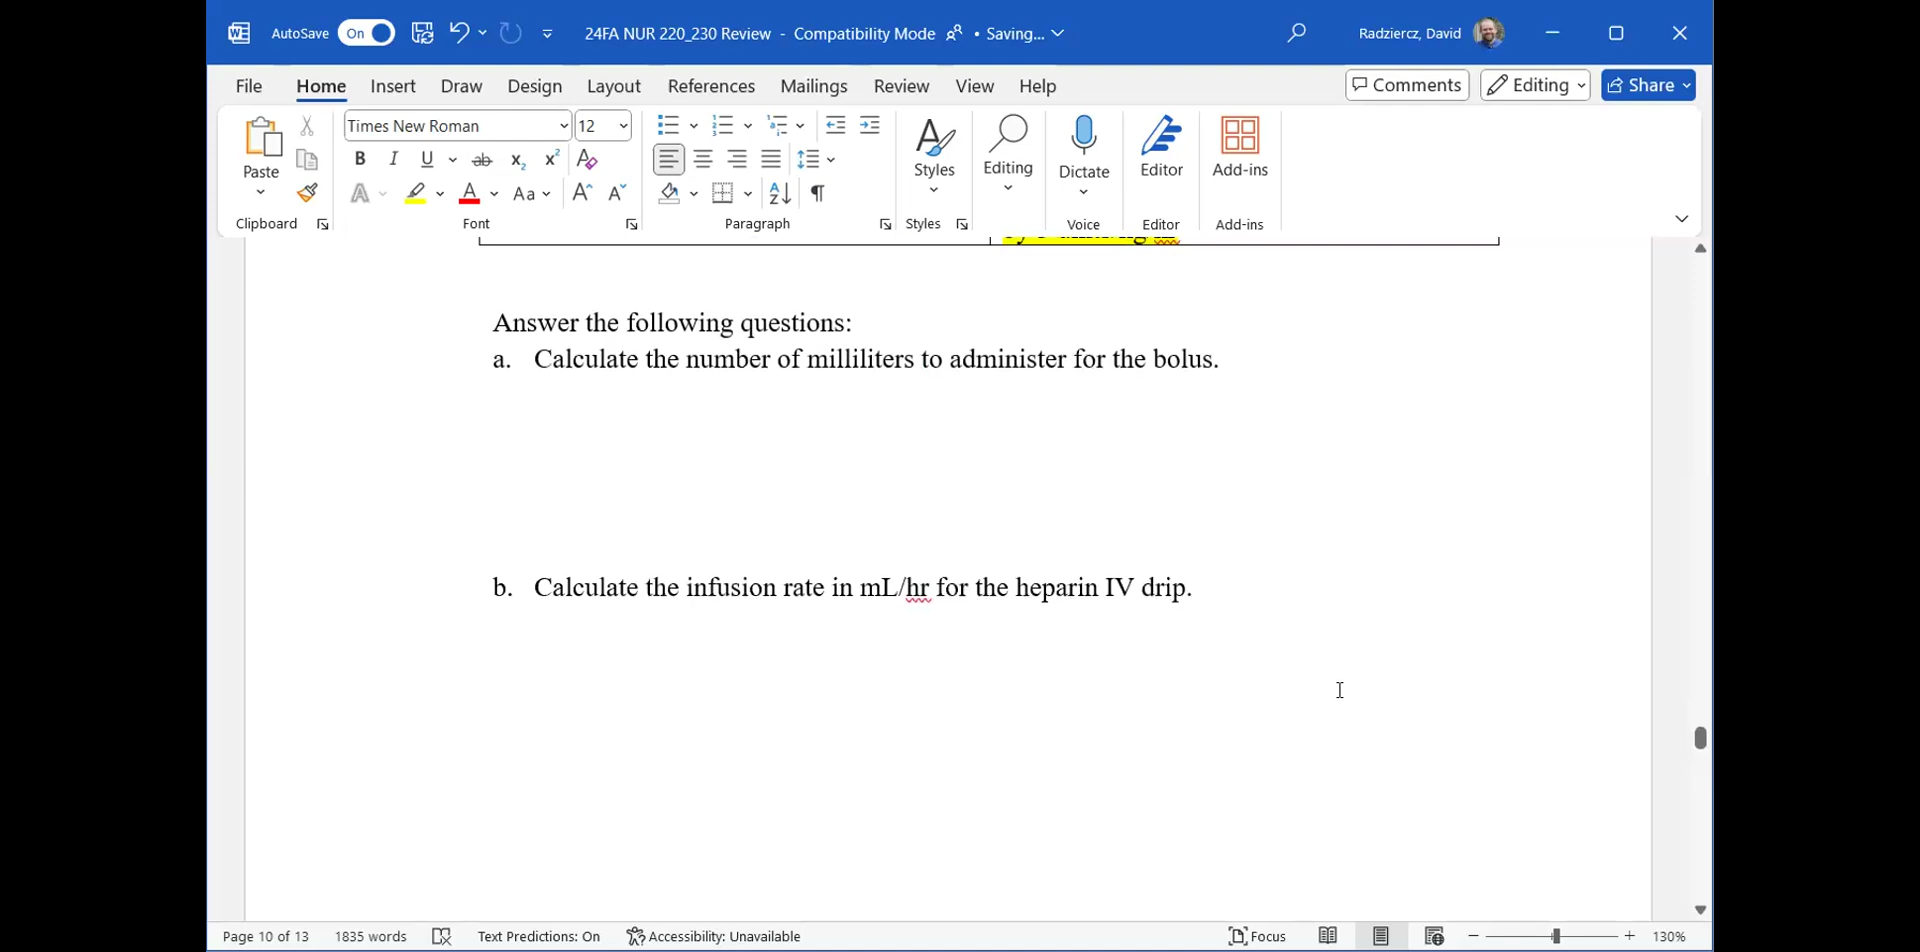 AutoSave On 24FA NUR 220_230 Review - Compatibility Mode • Saving... Radziercz, David
File Home Insert Draw Design Layout References Mailings Review View Help Comments Editing Share
Times New Roman 12
Paste B I U ab x₂ x² A Styles Editing Dictate Editor Add-ins
A A Aa A A A Z
Clipboard Font Paragraph Styles Voice Editor Add-ins
Answer the following questions:
a. Calculate the number of milliliters to administer for the bolus.
b. Calculate the infusion rate in mL/hr for the heparin IV drip.
Page 10 of 13 1835 words Text Predictions: On Accessibility: Unavailable Focus 130%